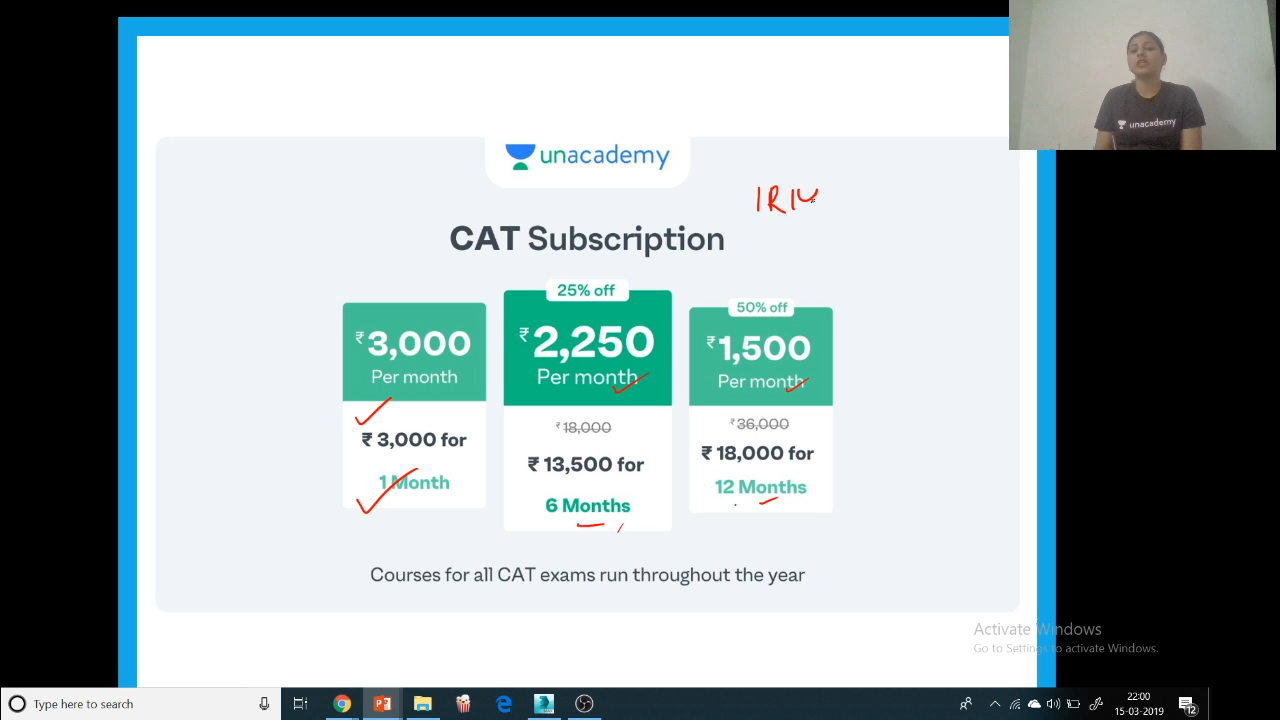 unacademy
unacademy
IRIM
CAT Subscription
25% off
50% off
₹3,000
Per month
₹ 3,000 for
1 Month
₹2,250
Per month
₹18,000
₹ 13,500 for
6 Months
₹1,500
Per month
₹36,000
₹ 18,000 for
12 Months
Courses for all CAT exams run throughout the year
Activate Windows
Go to Settings to activate Windows.
Type here to search
22:00
15-03-2019
12